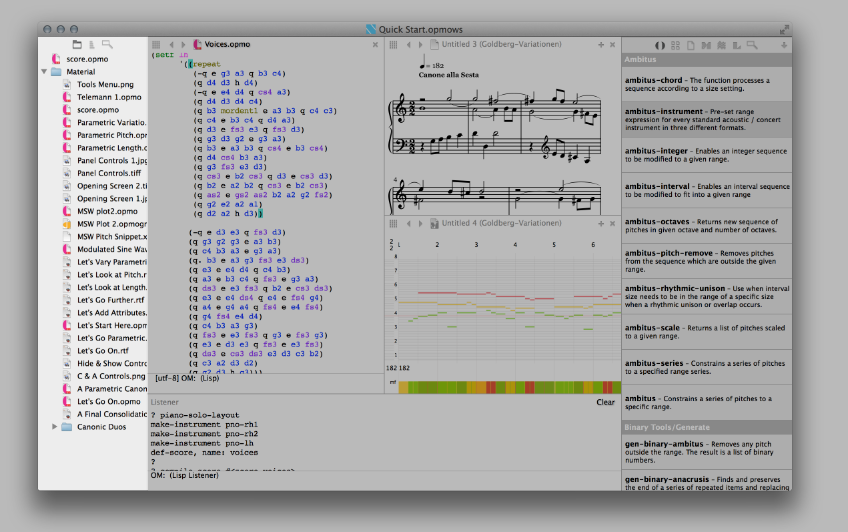 Quick Start.opmows
score.opmo
Material
Tools Menu.png
Telemann 1.opmo
score.opmo
Parametric Variatio.
Parametric Pitch.opr
Parametric Length.c
Panel Controls 1.jpg
Panel Controls.tiff
Opening Screen 2.ti
Opening Screen 1.jp
MSW plot2.opmo
MSW Plot 2.opmogr
MSW Pitch Snippet.x
Modulated Sine Wav
Let's Vary Parametri
Let's Look at Pitch.r
Let's Look at Length.
Let's Go Further.rtf
Let's Add Attributes.
Let's Start Here.opm
Let's Go Parametric.
Let's Go On.rtf
Hide & Show Contro
C & A Controls.png
A Parametric Canon
Let's Go On.opmo
A Final Consolidatio
Canonic Duos
Voices.opmo
(setf in
'((repeat
(-q e g3 a3 q b3 c4)
(q d4 d3 h d4)
(-q e e4 d4 q cs4 a3)
(q d4 d3 d4 c4)
(q b3 mordent1 e a3 b3 q c4 c3)
(q c4 e b3 c4 q d4 a3)
(q d3 e fs3 e3 q fs3 d3)
(q g3 d3 g2 e g3 a3)
(q b3 e a3 b3 q cs4 e b3 cs4)
(q d4 cs4 b3 a3)
(q g3 fs3 e3 d3)
(q cs3 e b2 cs3 q d3 e cs3 d3)
(q b2 e a2 b2 q cs3 e b2 cs3)
(q as2 e gs2 as2 b2 a2 g2 fs2)
(q g2 e2 a2 a1)
(q d2 a2 h d3))
(-q e d3 e3 q fs3 d3)
(q g3 g2 g3 e a3 b3)
(q c4 b3 a3 e g3 a3)
(q. b3 e a3 g3 fs3 e3 ds3)
(q e3 e e4 d4 q c4 b3)
(q a3 e b3 c4 q fs3 e g3 a3)
(q ds3 e e3 fs3 q b2 e cs3 ds3)
(q e3 e e4 ds4 q e4 e fs4 g4)
(q a4 e g4 a4 q fs4 e e4 fs4)
(q g4 fs4 e4 d4)
(q c4 b3 a3 g3)
(q fs3 e e3 fs3 q g3 e fs3 g3)
(q e3 e d3 e3 q fs3 e e3 fs3)
(q ds3 e cs3 ds3 e3 d3 c3 b2)
(q c3 a2 d3 d2)
(q g2 d3 h g3)))
[utf-8] OM: (Lisp)
Untitled 3 (Goldberg-Variationen)
= 182
Canone alla Sesta
4
Untitled 4 (Goldberg-Variationen)
2
2 1 2 3 4 5 6
8
7
6
5
4
3
2
1
182 182
mf
Listener
Clear
? piano-solo-layout
make-instrument pno-rh1
make-instrument pno-rh2
make-instrument pno-lh
def-score, name: voices
?
OM: (Lisp Listener)
Ambitus
ambitus-chord – The function processes a
sequence according to a size setting.
ambitus-instrument – Pre-set range
expression for every standard acoustic / concert
instrument in three different formats.
ambitus-integer – Enables an integer sequence
to be modified to a given range.
ambitus-interval – Enables an interval sequence
to be modified to fit into a given range
ambitus-octaves – Returns new sequence of
pitches in given octave and number of octaves.
ambitus-pitch-remove – Removes pitches
from the sequence which are outside the given
range.
ambitus-rhythmic-unison – Use when interval
size needs to be in the range of a specific size
when a rhythmic unison or overlap occurs.
ambitus-scale – Returns a list of pitches scaled
to a given range.
ambitus-series – Constrains a series of pitches
to a specified range series.
ambitus – Constrains a series of pitches to a
specific range.
Binary Tools/Generate
gen-binary-ambitus – Removes any pitch
outside the range. The result is a list of binary
numbers.
gen-binary-anacrusis – Finds and preserves
the end of a series of repeated items and replacing